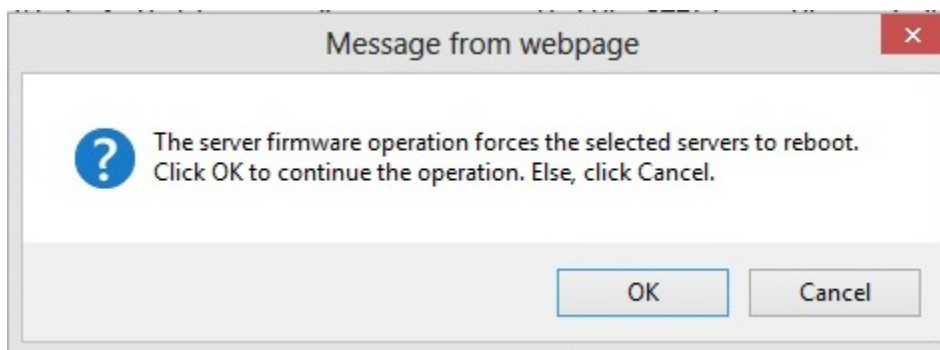 Message from webpage
The server firmware operation forces the selected servers to reboot.
Click OK to continue the operation. Else, click Cancel.
OK
Cancel